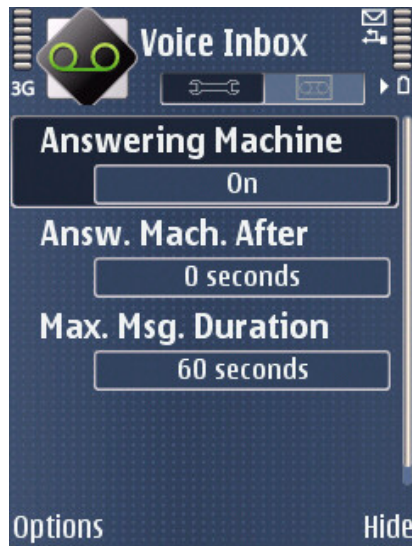 Voice Inbox
3G
Answering Machine
On
Answ. Mach. After
0 seconds
Max. Msg. Duration
60 seconds
Options
Hide